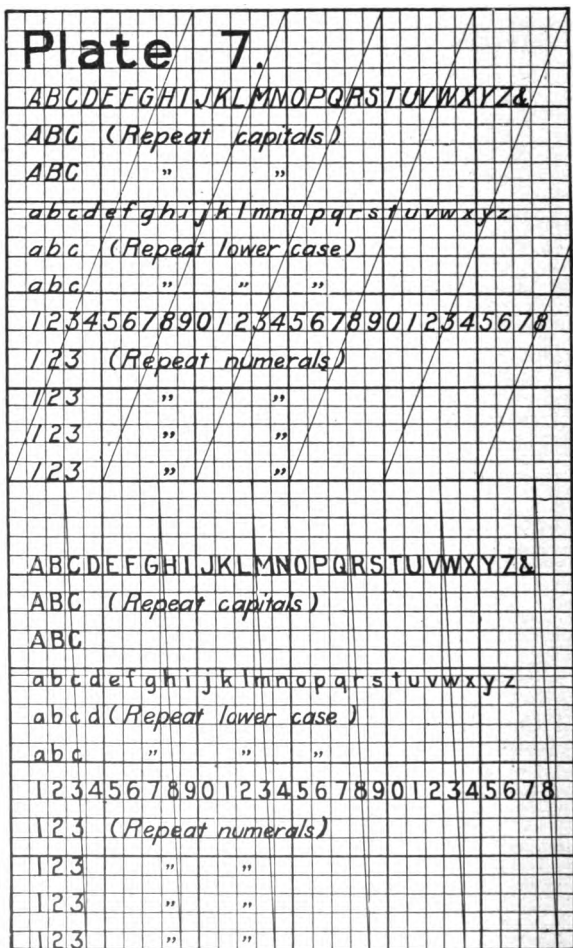 Plate 7.
ABCDEFGHIJKLMNOPQRSTUVWXYZ&
ABC (Repeat capitals)
ABC " "
abcdefghijklmnopqrstuvwxyz
abc (Repeat lower case)
abc " " "
1234567890123456789012345678
123 (Repeat numerals)
123 " "
123 " "
123 " "
ABCDEFGHIJKLMNOPQRSTUVWXYZ&
ABC (Repeat capitals)
ABC
abcdefghijklmnopqrstuvwxyz
abcd (Repeat lower case)
abc " " "
1234567890123456789012345678
123 (Repeat numerals)
123 " "
123 " "
123 " "